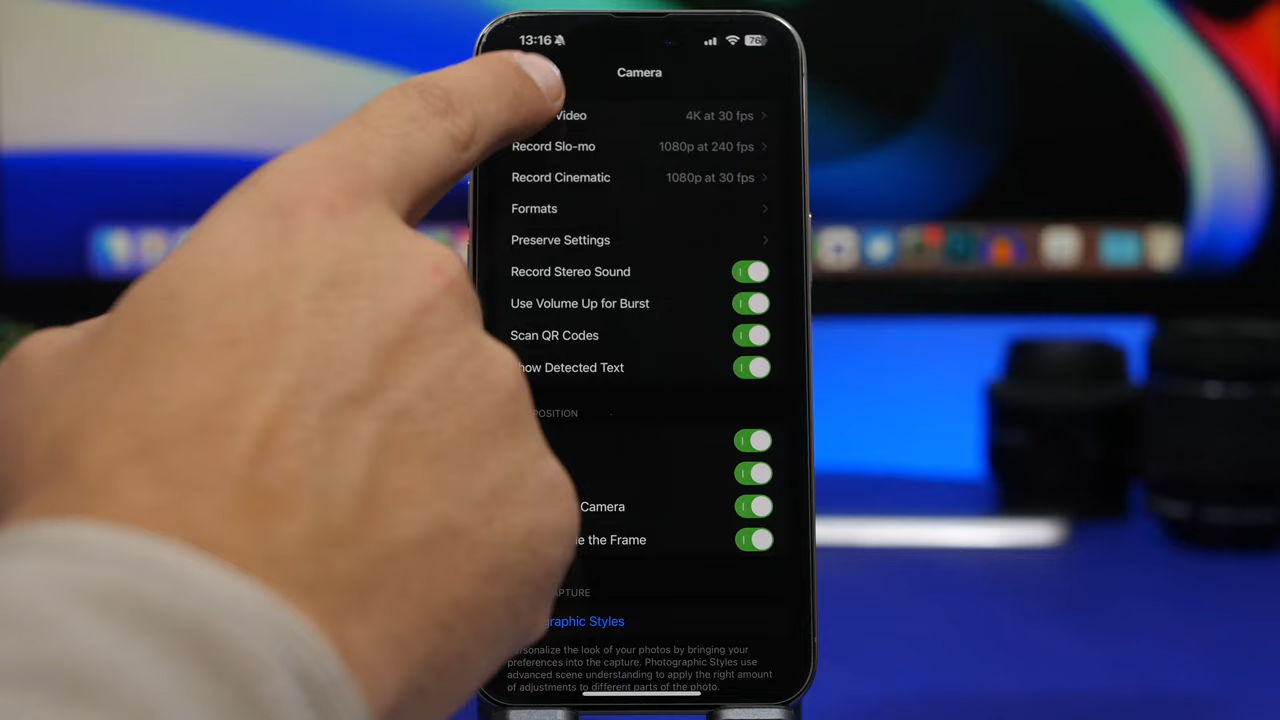 13:16 76
Camera
Video 4K at 30 fps
Record Slo-mo 1080p at 240 fps
Record Cinematic 1080p at 30 fps
Formats
Preserve Settings
Record Stereo Sound
Use Volume Up for Burst
Scan QR Codes
how Detected Text
POSITION
Camera
e the Frame
APTURE
graphic Styles
ersonalize the look of your photos by bringing your
preferences into the capture. Photographic Styles use
advanced scene understanding to apply the right amount
of adjustments to different parts of the photo.